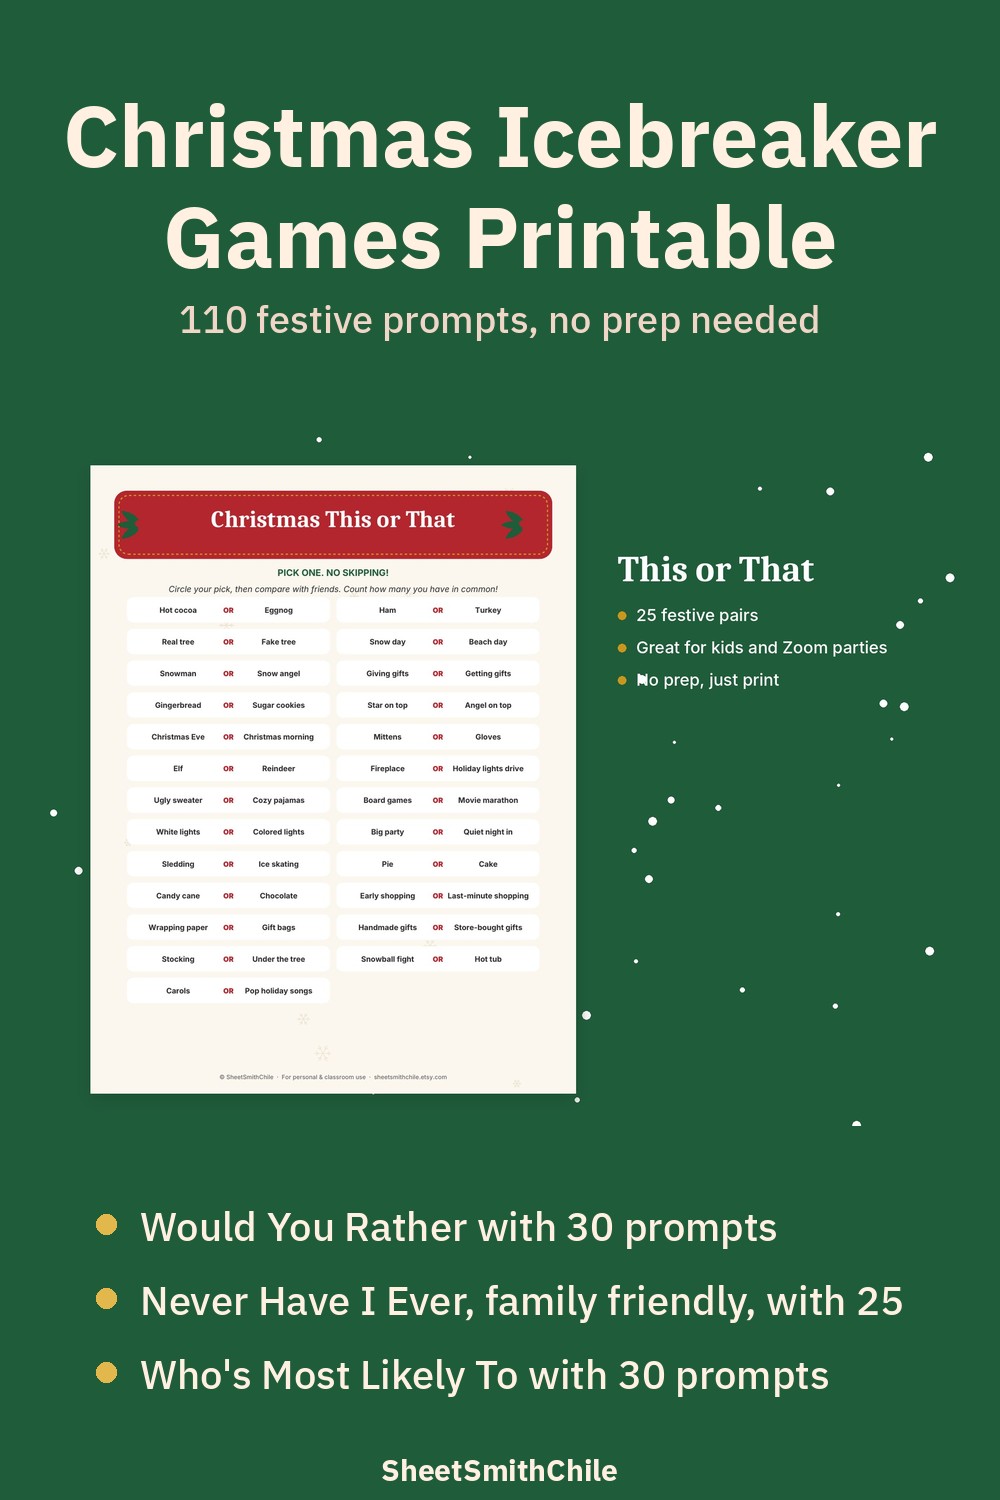 Christmas Icebreaker
Games Printable
110 festive prompts, no prep needed
Christmas This or That
PICK ONE. NO SKIPPING!
Circle your pick, then compare with friends. Count how many you have in common!
Hot cocoa OR Eggnog
Ham OR Turkey
Real tree OR Fake tree
Snow day OR Beach day
Snowman OR Snow angel
Giving gifts OR Getting gifts
Gingerbread OR Sugar cookies
Star on top OR Angel on top
Christmas Eve OR Christmas morning
Mittens OR Gloves
Elf OR Reindeer
Fireplace OR Holiday lights drive
Ugly sweater OR Cozy pajamas
Board games OR Movie marathon
White lights OR Colored lights
Big party OR Quiet night in
Sledding OR Ice skating
Pie OR Cake
Candy cane OR Chocolate
Early shopping OR Last-minute shopping
Wrapping paper OR Gift bags
Handmade gifts OR Store-bought gifts
Stocking OR Under the tree
Snowball fight OR Hot tub
Carols OR Pop holiday songs
© SheetSmithChile · For personal & classroom use · sheetsmithchile.etsy.com
This or That
25 festive pairs
Great for kids and Zoom parties
No prep, just print
Would You Rather with 30 prompts
Never Have I Ever, family friendly, with 25
Who's Most Likely To with 30 prompts
SheetSmithChile